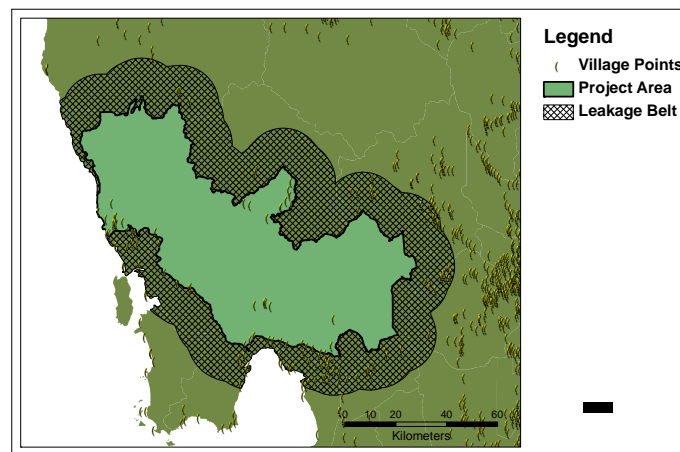 Legend
Village Points
Project Area
Leakage Belt
0 10 20 40 60
Kilometers